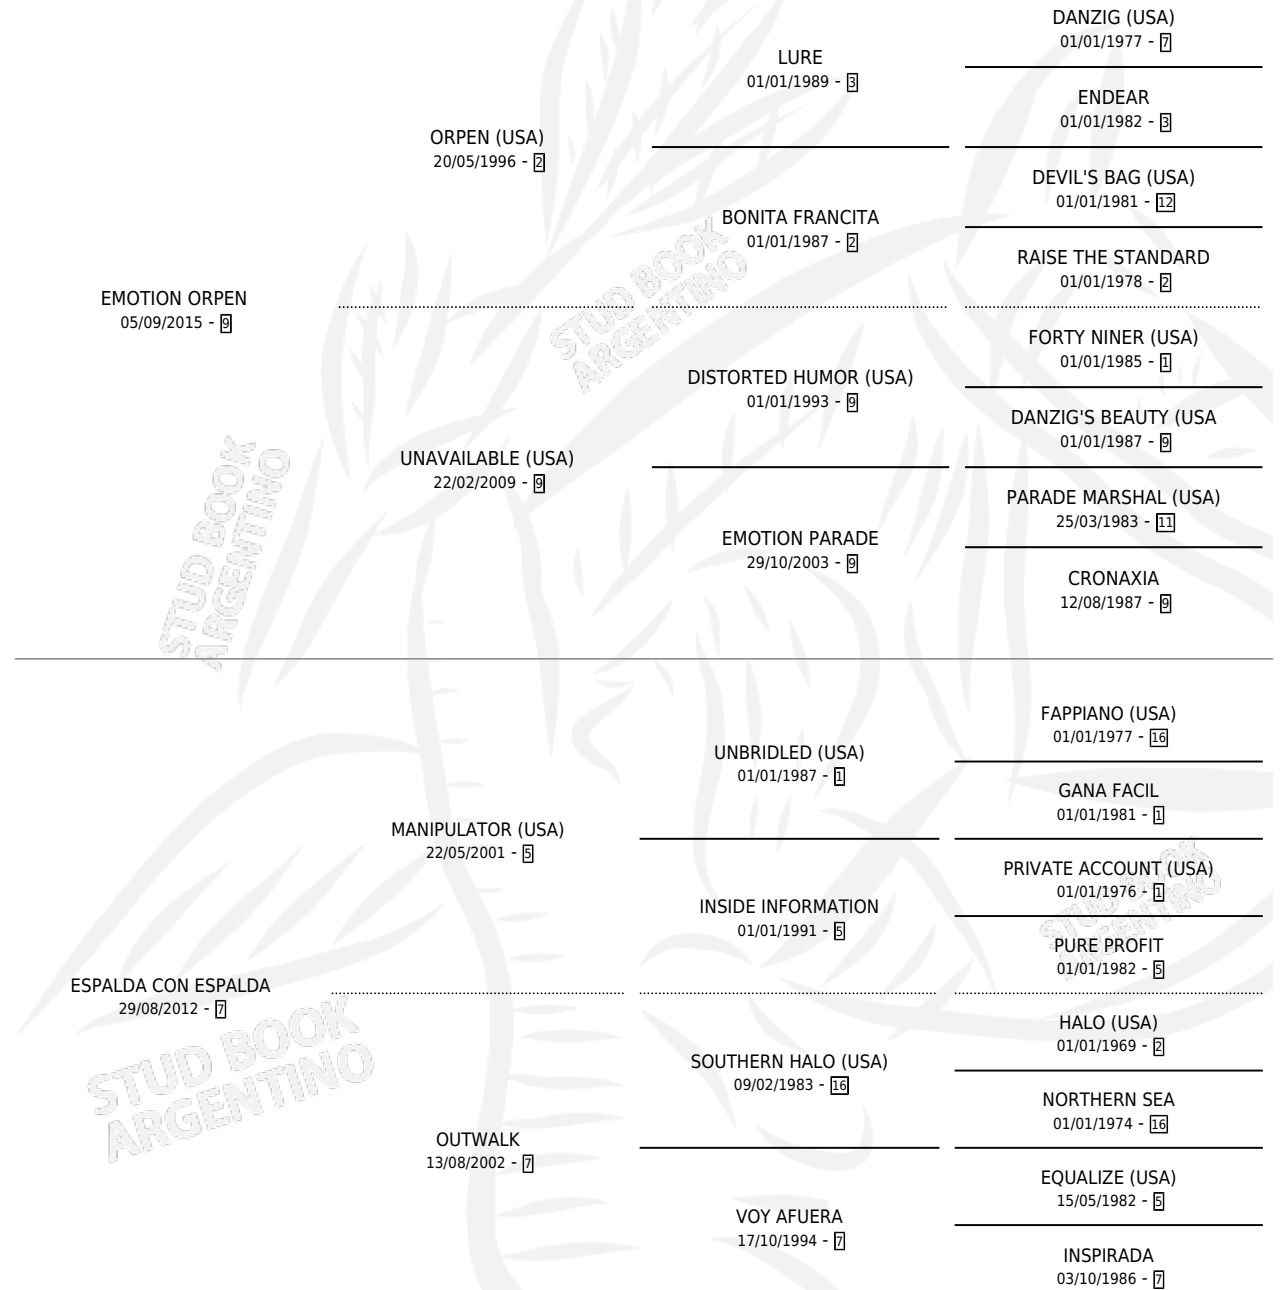 DANZIG (USA)
01/01/1977 - 7
LURE
01/01/1989 - 3
ENDEAR
01/01/1982 - 3
ORPEN (USA)
20/05/1996 - 2
DEVIL'S BAG (USA)
01/01/1981 - 12
BONITA FRANCITA
01/01/1987 - 2
RAISE THE STANDARD
01/01/1978 - 2
EMOTION ORPEN
05/09/2015 - 9
FORTY NINER (USA)
01/01/1985 - 1
DISTORTED HUMOR (USA)
01/01/1993 - 9
DANZIG'S BEAUTY (USA
01/01/1987 - 9
UNAVAILABLE (USA)
22/02/2009 - 9
PARADE MARSHAL (USA)
25/03/1983 - 11
EMOTION PARADE
29/10/2003 - 9
CRONAXIA
12/08/1987 - 9
FAPPIANO (USA)
01/01/1977 - 16
UNBRIDLED (USA)
01/01/1987 - 1
GANA FACIL
01/01/1981 - 1
MANIPULATOR (USA)
22/05/2001 - 5
PRIVATE ACCOUNT (USA)
01/01/1976 - 1
INSIDE INFORMATION
01/01/1991 - 5
PURE PROFIT
01/01/1982 - 5
ESPALDA CON ESPALDA
29/08/2012 - 7
HALO (USA)
01/01/1969 - 2
SOUTHERN HALO (USA)
09/02/1983 - 16
NORTHERN SEA
01/01/1974 - 16
OUTWALK
13/08/2002 - 7
EQUALIZE (USA)
15/05/1982 - 5
VOY AFUERA
17/10/1994 - 7
INSPIRADA
03/10/1986 - 7
STUD BOOK
ARGENTINO
STUD BOOK
ARGENTINO
STUD BOOK
ARGENTINO
STUD BOOK
ARGENTINO